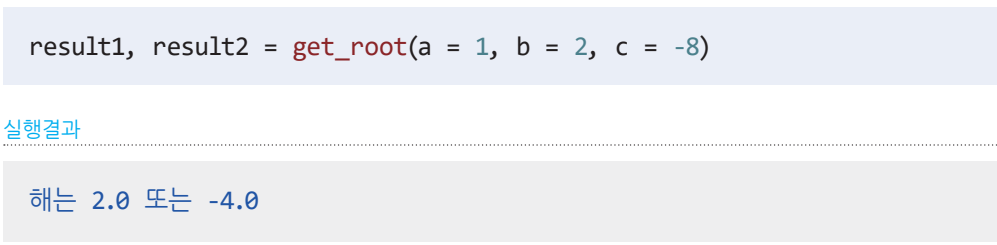 result1, result2 = get_root(a = 1, b = 2, c = -8)
실행결과
해는 2.0 또는 -4.0